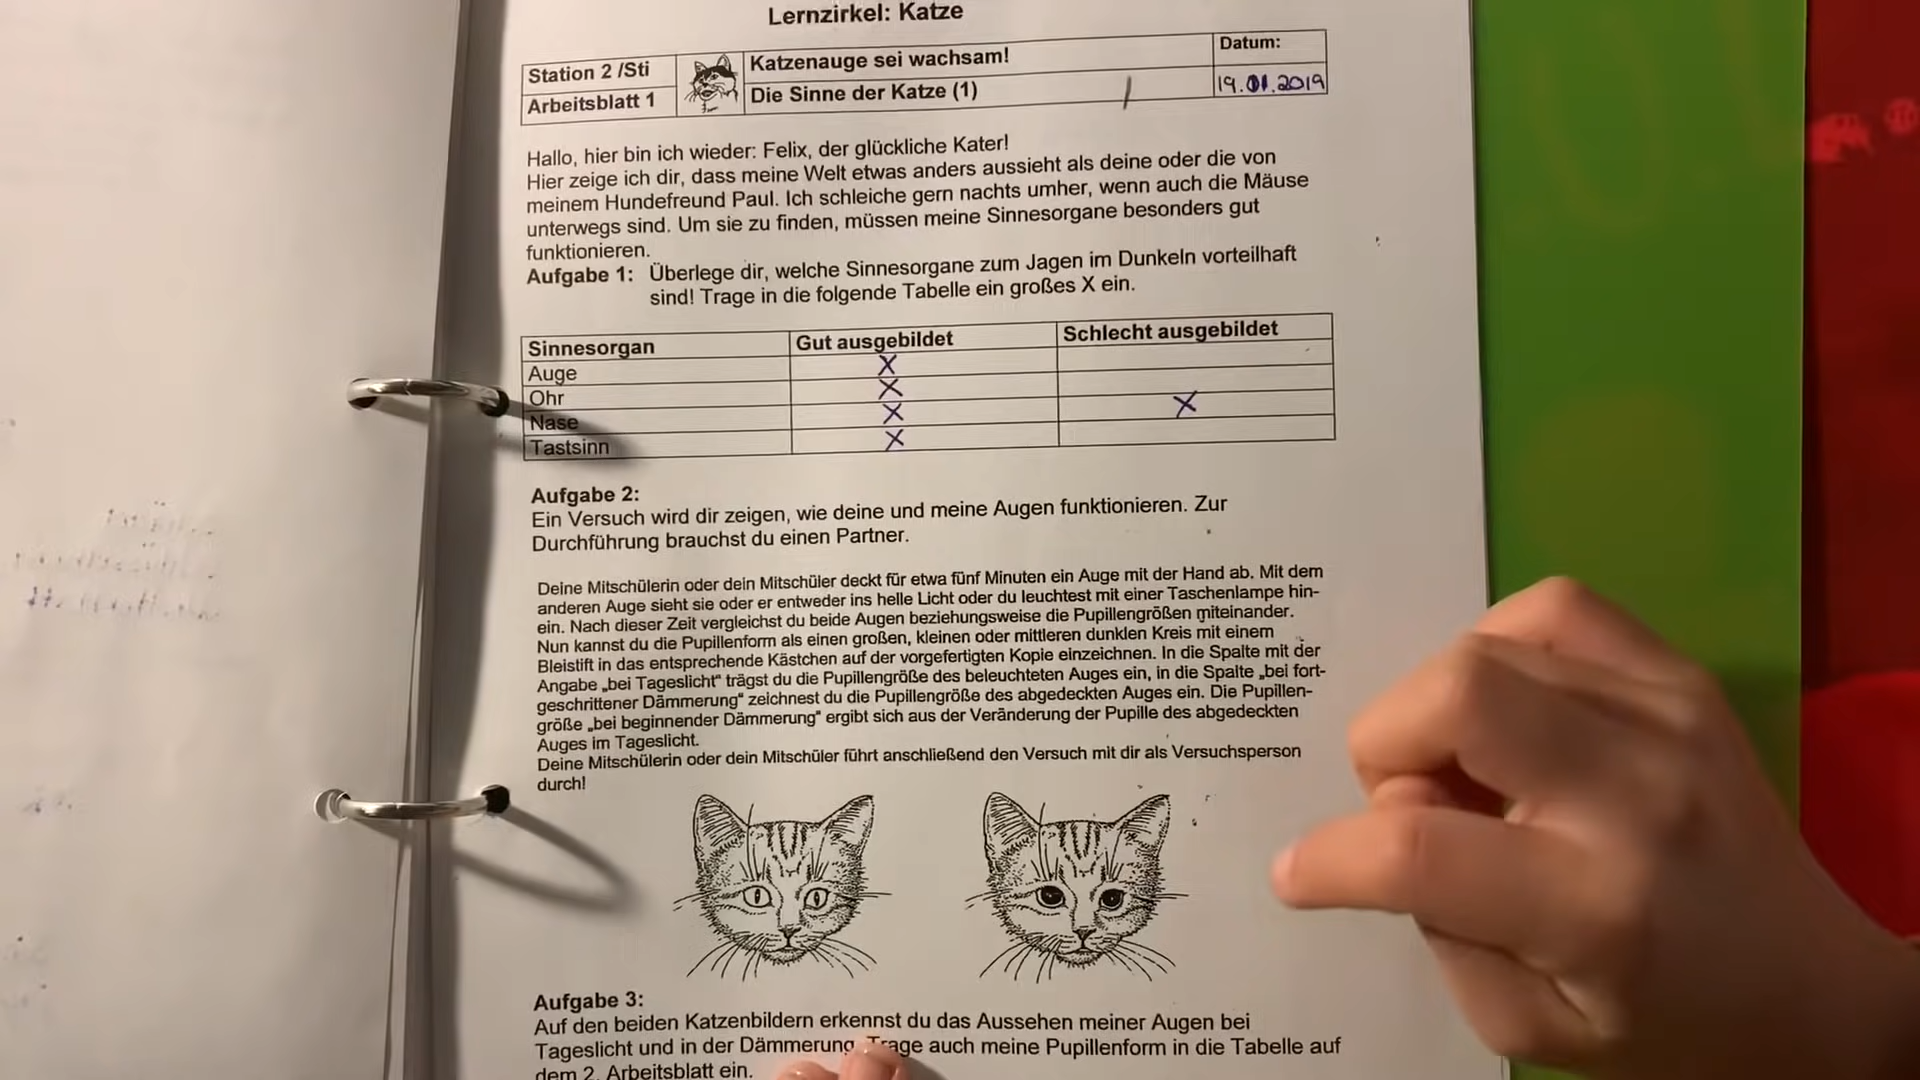 Lernzirkel: Katze
Station 2 /Sti
Arbeitsblatt 1
Katzenauge sei wachsam!
Die Sinne der Katze (1)
Datum:
19.01.2019
Hallo, hier bin ich wieder: Felix, der glückliche Kater!
Hier zeige ich dir, dass meine Welt etwas anders aussieht als deine oder die von
meinem Hundefreund Paul. Ich schleiche gern nachts umher, wenn auch die Mäuse
unterwegs sind. Um sie zu finden, müssen meine Sinnesorgane besonders gut
funktionieren.
Aufgabe 1: Überlege dir, welche Sinnesorgane zum Jagen im Dunkeln vorteilhaft
sind! Trage in die folgende Tabelle ein großes X ein.
Sinnesorgan Gut ausgebildet Schlecht ausgebildet
Auge X
Ohr X
Nase X X
Tastsinn X
Aufgabe 2:
Ein Versuch wird dir zeigen, wie deine und meine Augen funktionieren. Zur
Durchführung brauchst du einen Partner.
Deine Mitschülerin oder dein Mitschüler deckt für etwa fünf Minuten ein Auge mit der Hand ab. Mit dem
anderen Auge sieht sie oder er entweder ins helle Licht oder du leuchtest mit einer Taschenlampe hin-
ein. Nach dieser Zeit vergleichst du beide Augen beziehungsweise die Pupillengrößen miteinander.
Nun kannst du die Pupillenform als einen großen, kleinen oder mittleren dunklen Kreis mit einem
Bleistift in das entsprechende Kästchen auf der vorgefertigten Kopie einzeichnen. In die Spalte mit der
Angabe „bei Tageslicht“ trägst du die Pupillengröße des beleuchteten Auges ein, in die Spalte „bei fort-
geschrittener Dämmerung“ zeichnest du die Pupillengröße des abgedeckten Auges ein. Die Pupillen-
größe „bei beginnender Dämmerung“ ergibt sich aus der Veränderung der Pupille des abgedeckten
Auges im Tageslicht.
Deine Mitschülerin oder dein Mitschüler führt anschließend den Versuch mit dir als Versuchsperson
durch!
Aufgabe 3:
Auf den beiden Katzenbildern erkennst du das Aussehen meiner Augen bei
Tageslicht und in der Dämmerung. Trage auch meine Pupillenform in die Tabelle auf
dem 2. Arbeitsblatt ein.